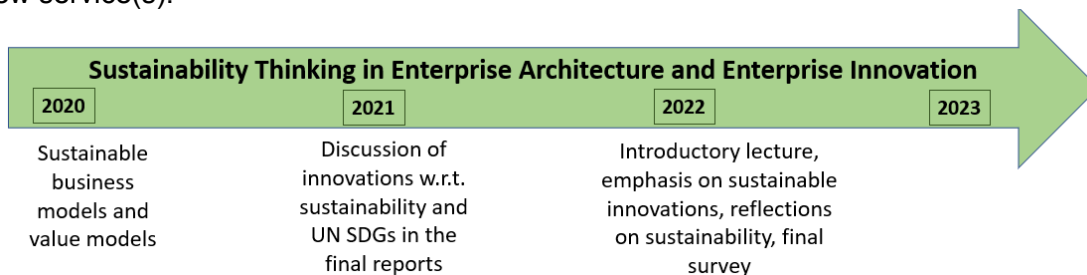 Sustainability Thinking in Enterprise Architecture and Enterprise Innovation
2020
2021
2022
2023
Sustainable
business
models and
value models
Discussion of
innovations w.r.t.
sustainability and
UN SDGs in the
final reports
Introductory lecture,
emphasis on sustainable
innovations, reflections
on sustainability, final
survey